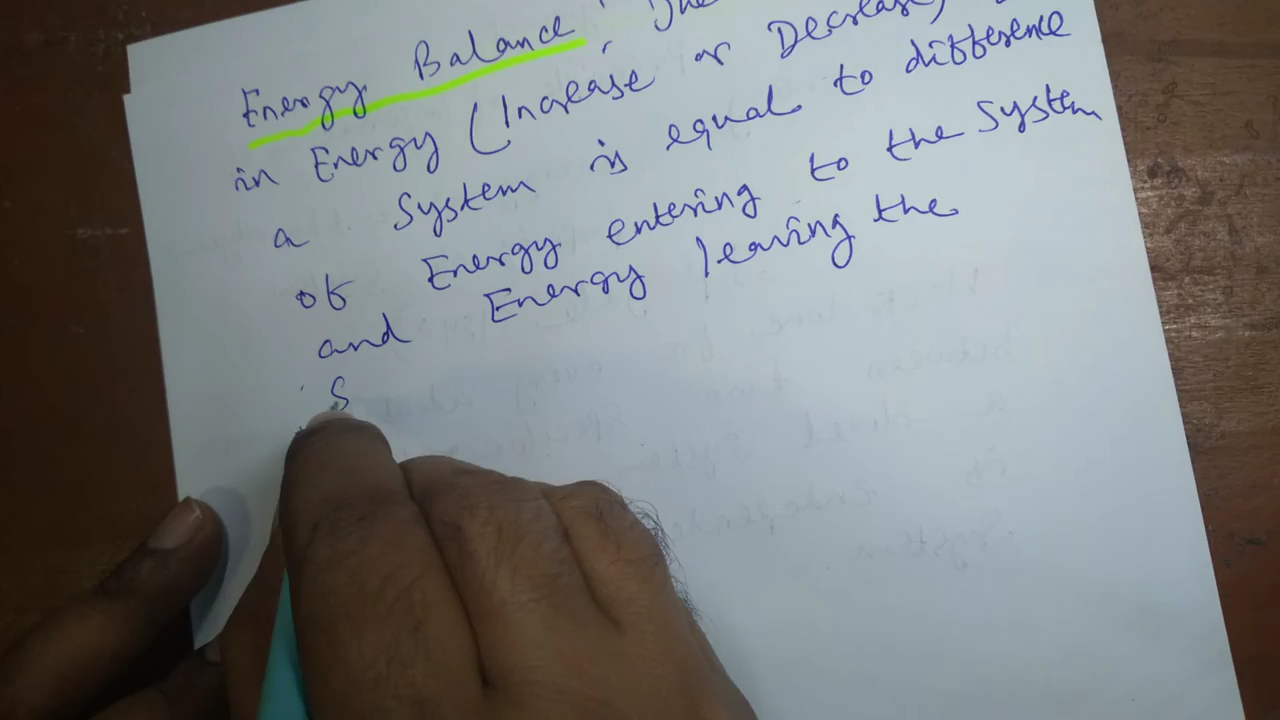 Energy Balance: The
in Energy (Increase or Decrease)
a System is equal to difference
of Energy entering to the System
and Energy leaving the
S